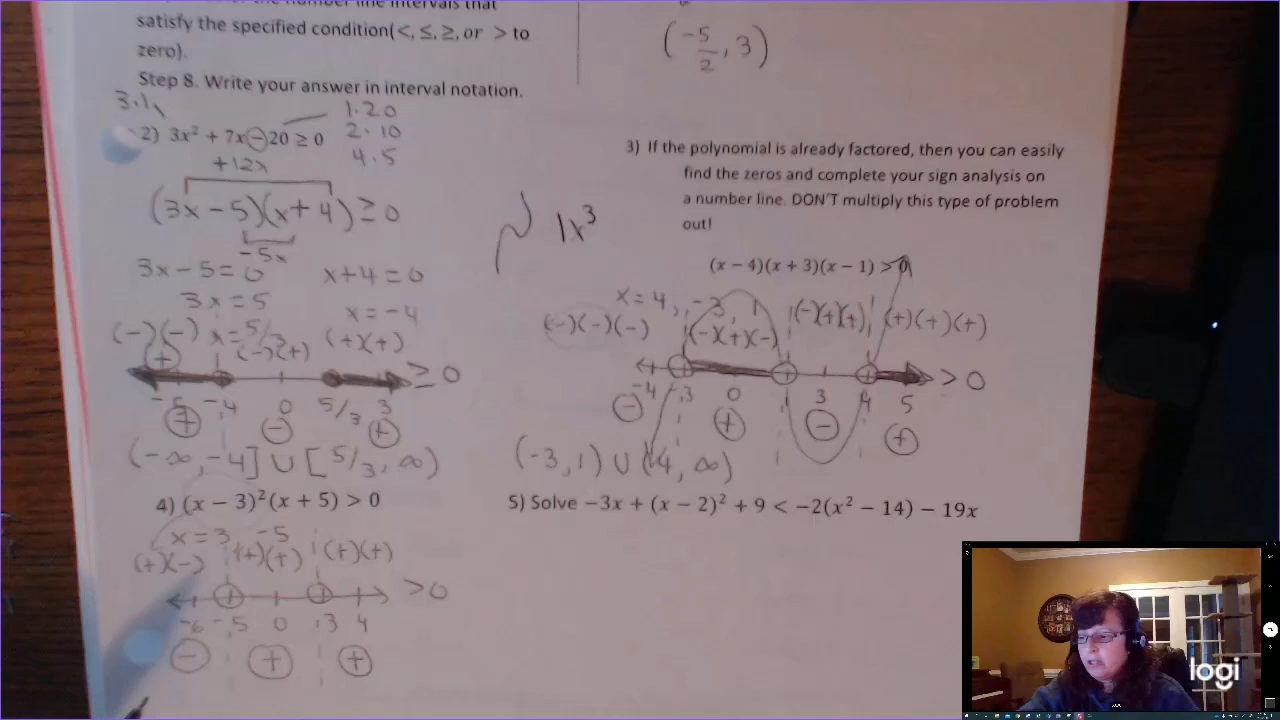 satisfy the specified condition(<, ≤, ≥, or > to
zero).
Step 8. Write your answer in interval notation.
(-5/2, 3)
3·1
2) 3x² + 7x − 20 ≥ 0
1·20
2·10
4·5
+12x
(3x − 5)(x + 4) ≥ 0
-5x
3x − 5 = 0 x + 4 = 0
3x = 5 x = −4
x = 5/3
(-)(-) (-)(+) (+)(+)
+ ≥ 0
-5 -4 0 5/3 3
+ − +
(-∞, -4] ∪ [5/3, ∞)
1x³
3) If the polynomial is already factored, then you can easily
find the zeros and complete your sign analysis on
a number line. DON'T multiply this type of problem
out!
(x − 4)(x + 3)(x − 1) > 0
x = 4, -3, 1
(-)(-)(-) (-)(+)(-) (-)(+)(+) (+)(+)(+)
> 0
-4 -3 0 1 3 4 5
− + − +
(-3, 1) ∪ (4, ∞)
4) (x − 3)²(x + 5) > 0
x = 3 -5
(+)(-) (+)(+) (+)(+)
> 0
-6 -5 0 3 4
− + +
5) Solve −3x + (x − 2)² + 9 < −2(x² − 14) − 19x
logi